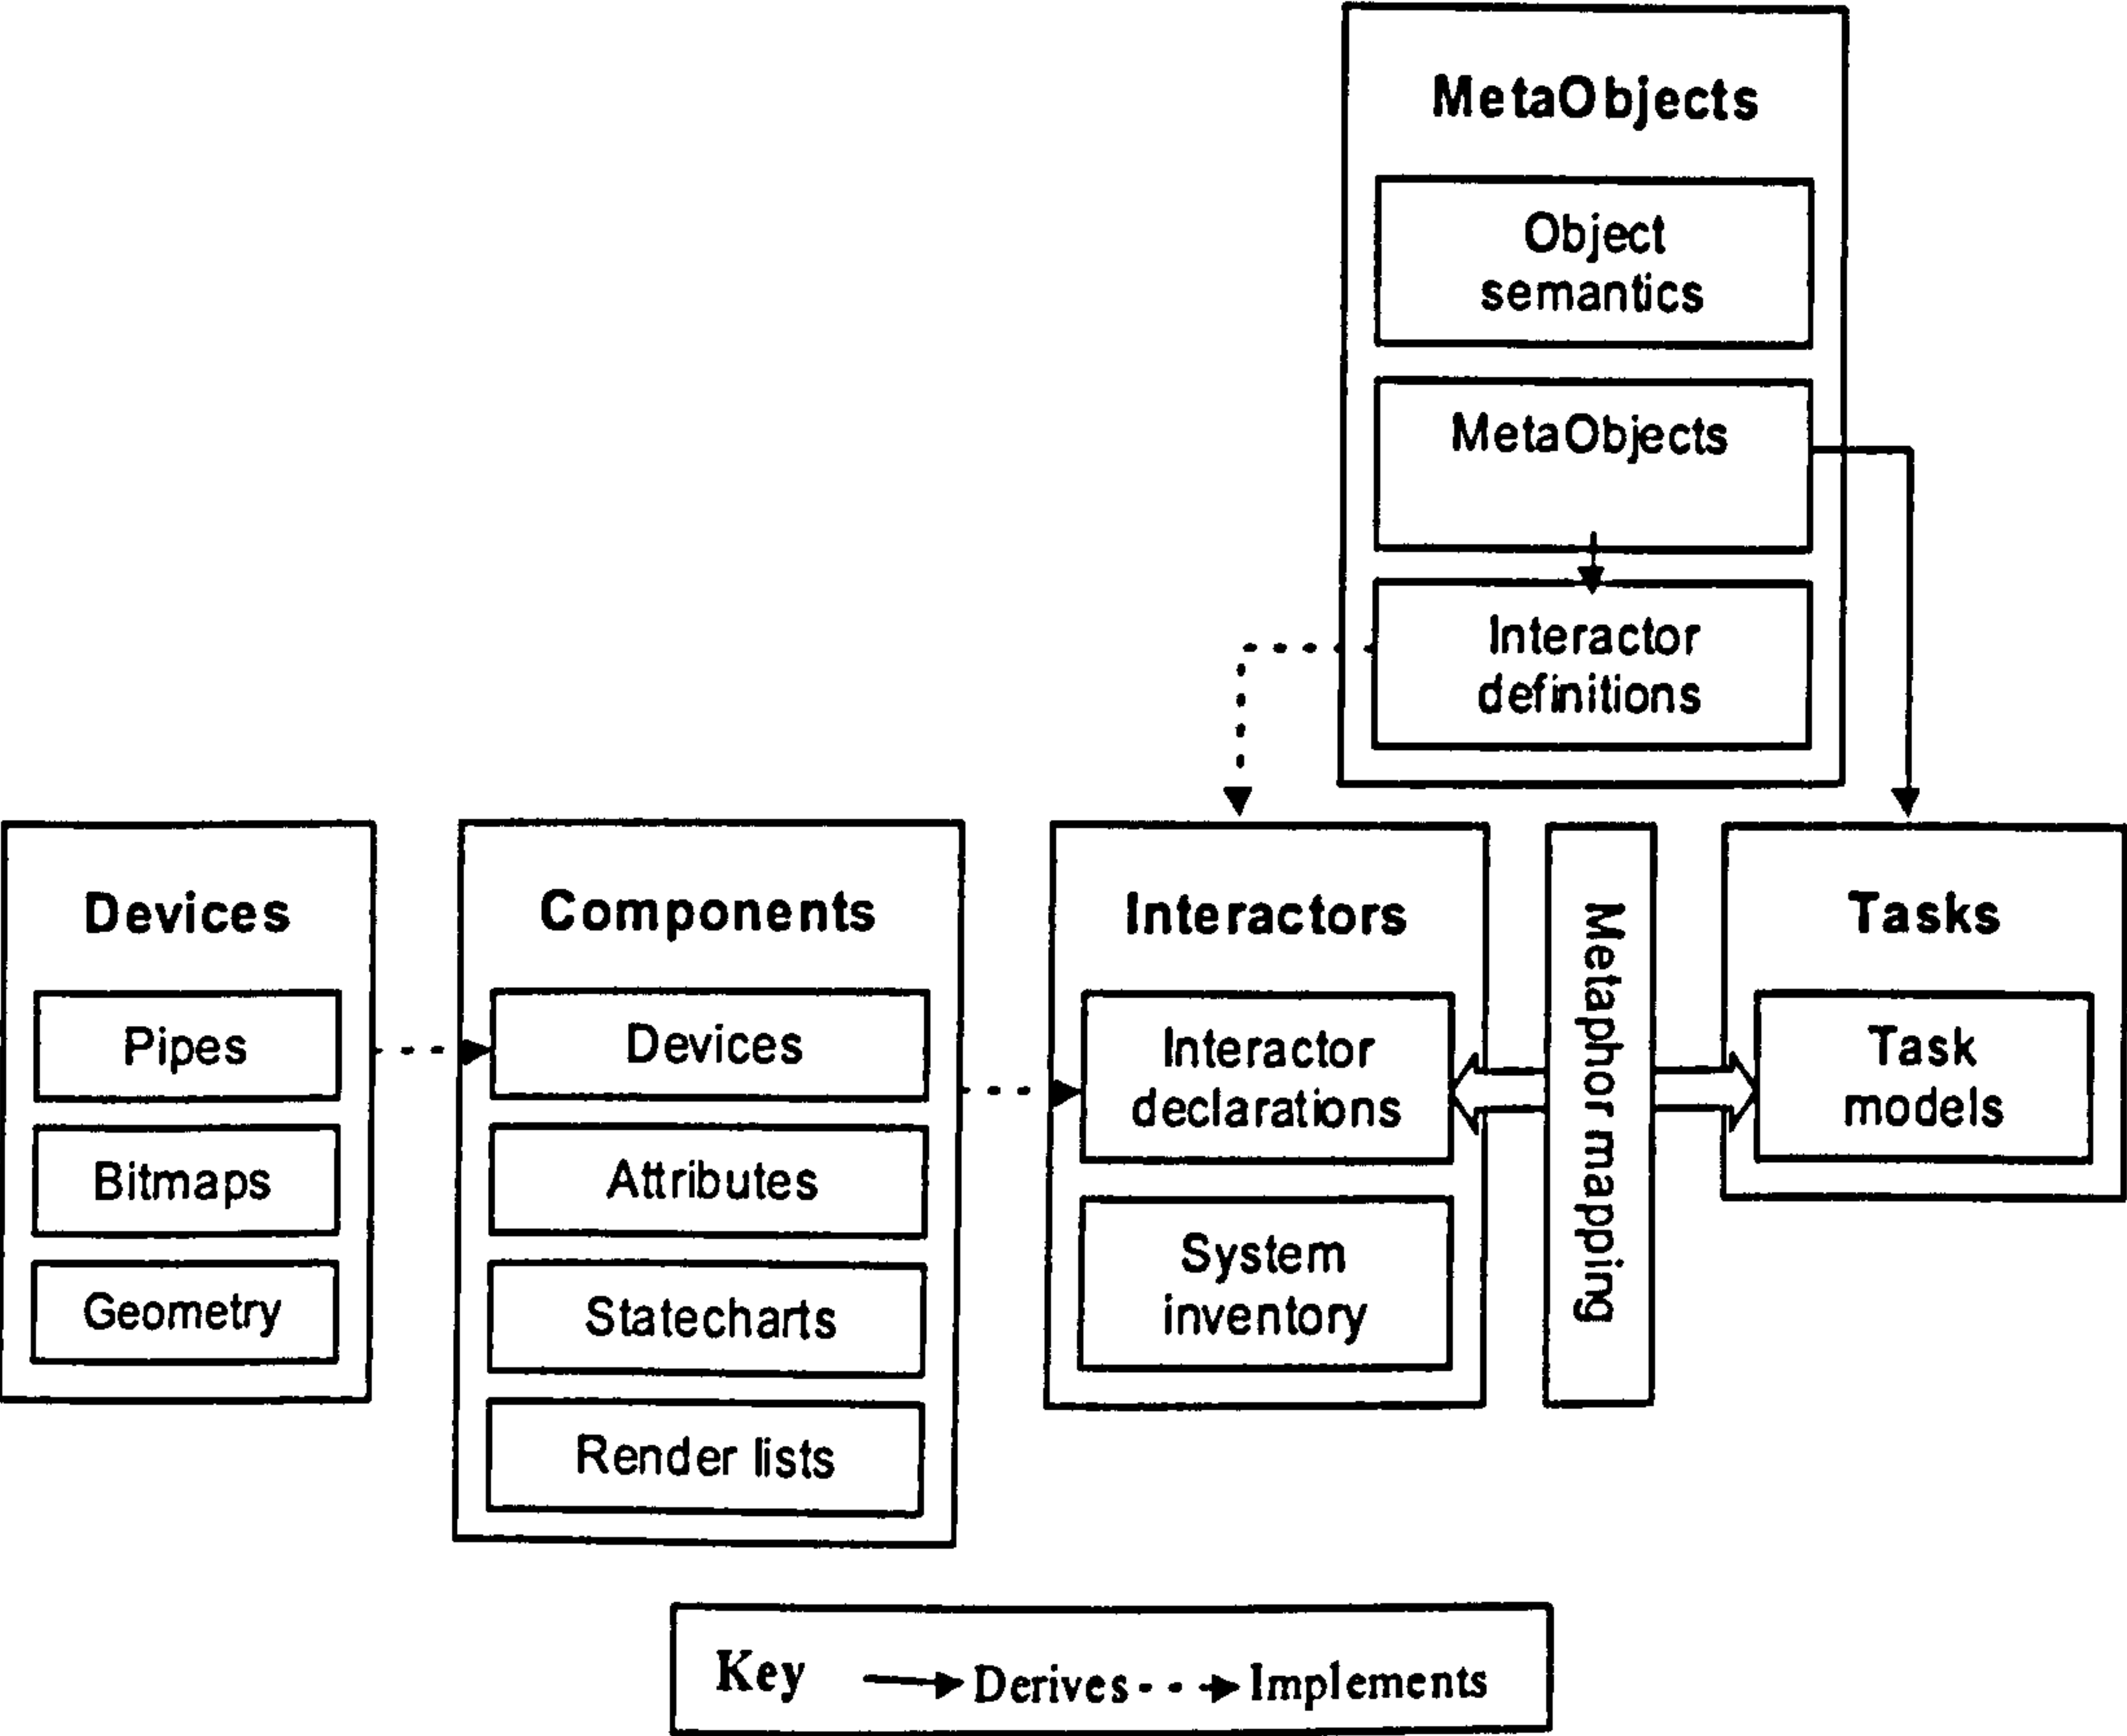 MetaObjects
Object
semantics
MetaObjects
Interactor
definitions
Devices
Pipes
Bitmaps
Geometry
Components
Devices
Attributes
Statecharts
Render lists
Interactors
Interactor
declarations
System
inventory
Metaphor mapping
Tasks
Task
models
Key Derives Implements